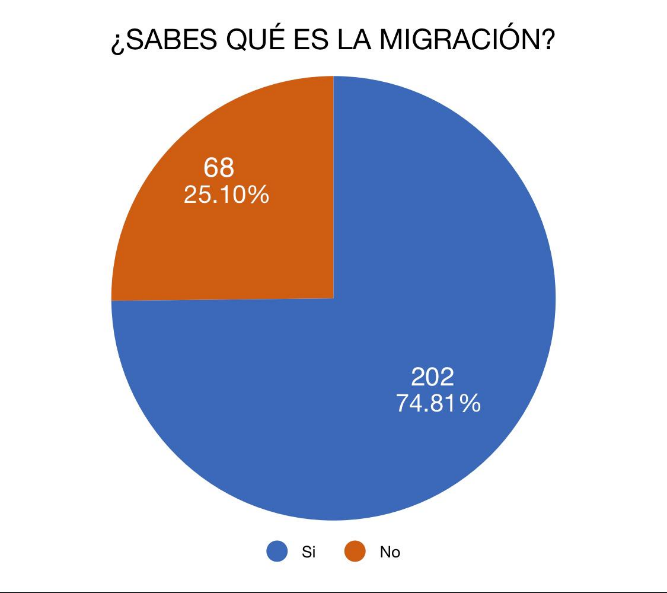 ¿SABES QUÉ ES LA MIGRACIÓN?
68
25.10%
202
74.81%
Si No